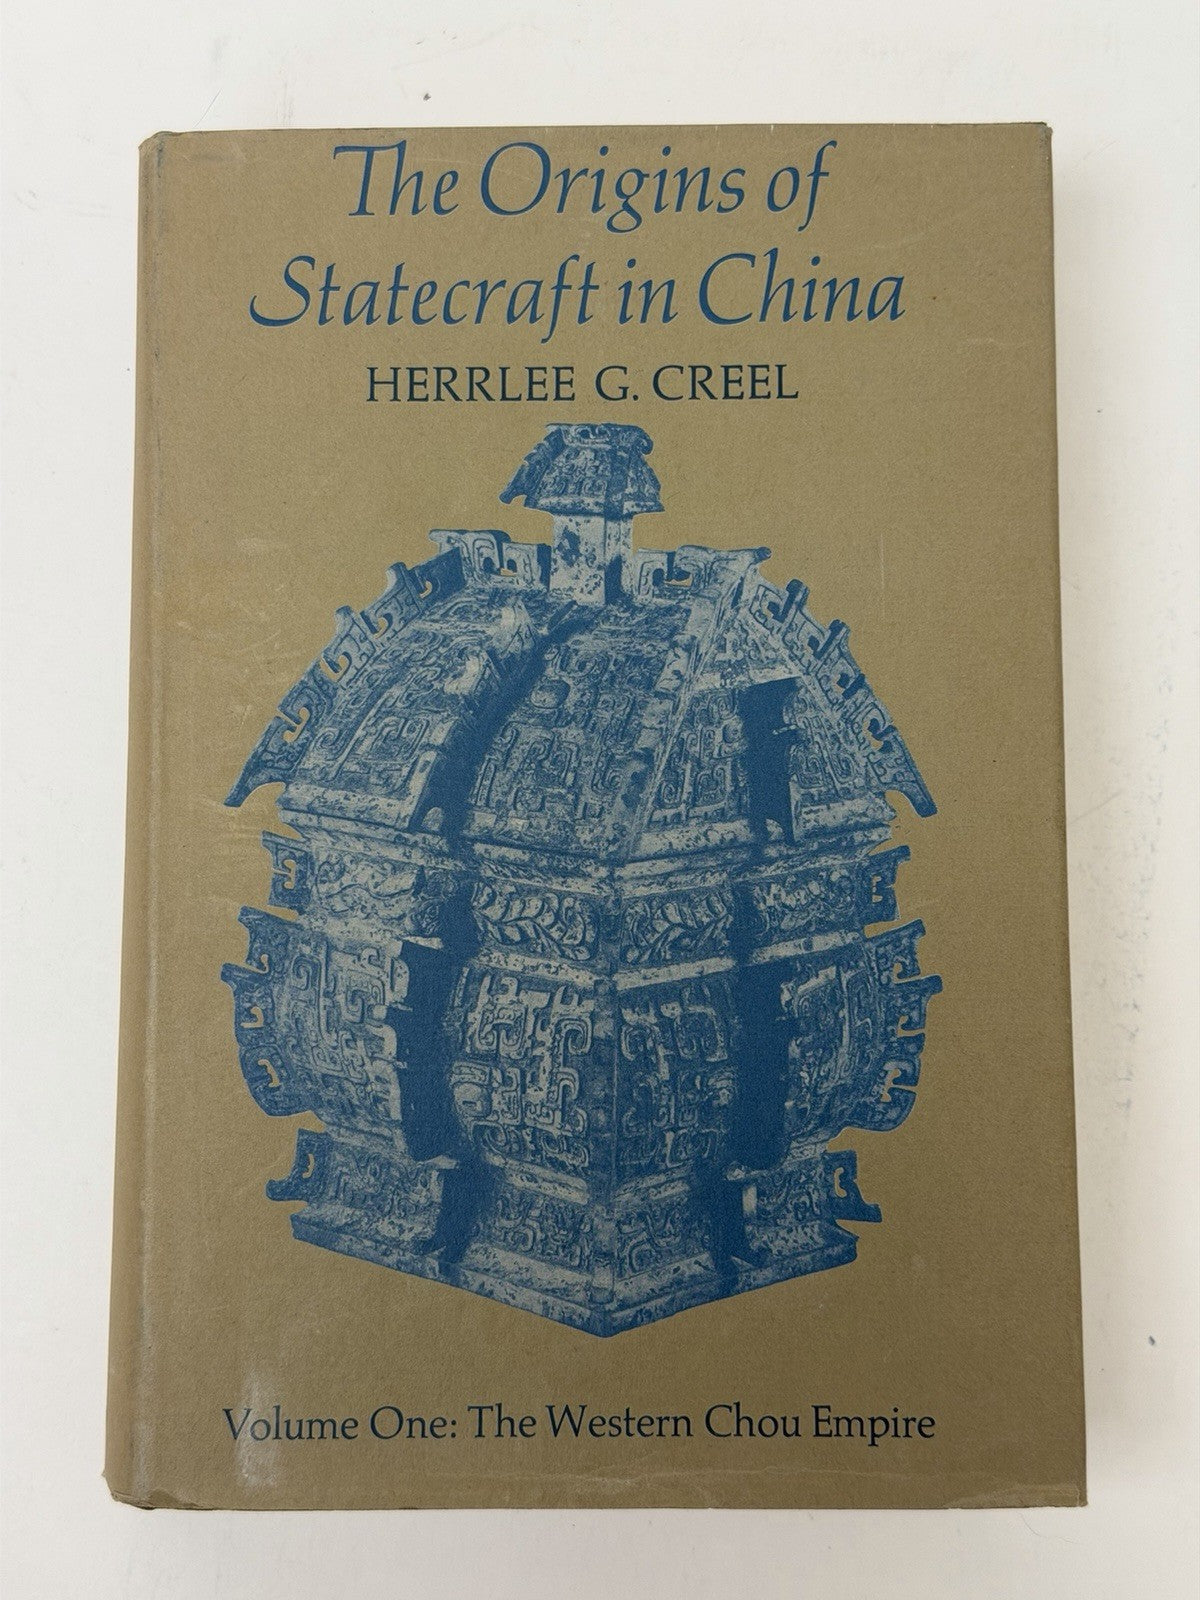 The Origins of
Statecraft in China
HERRLEE G. CREEL
Volume One: The Western Chou Empire